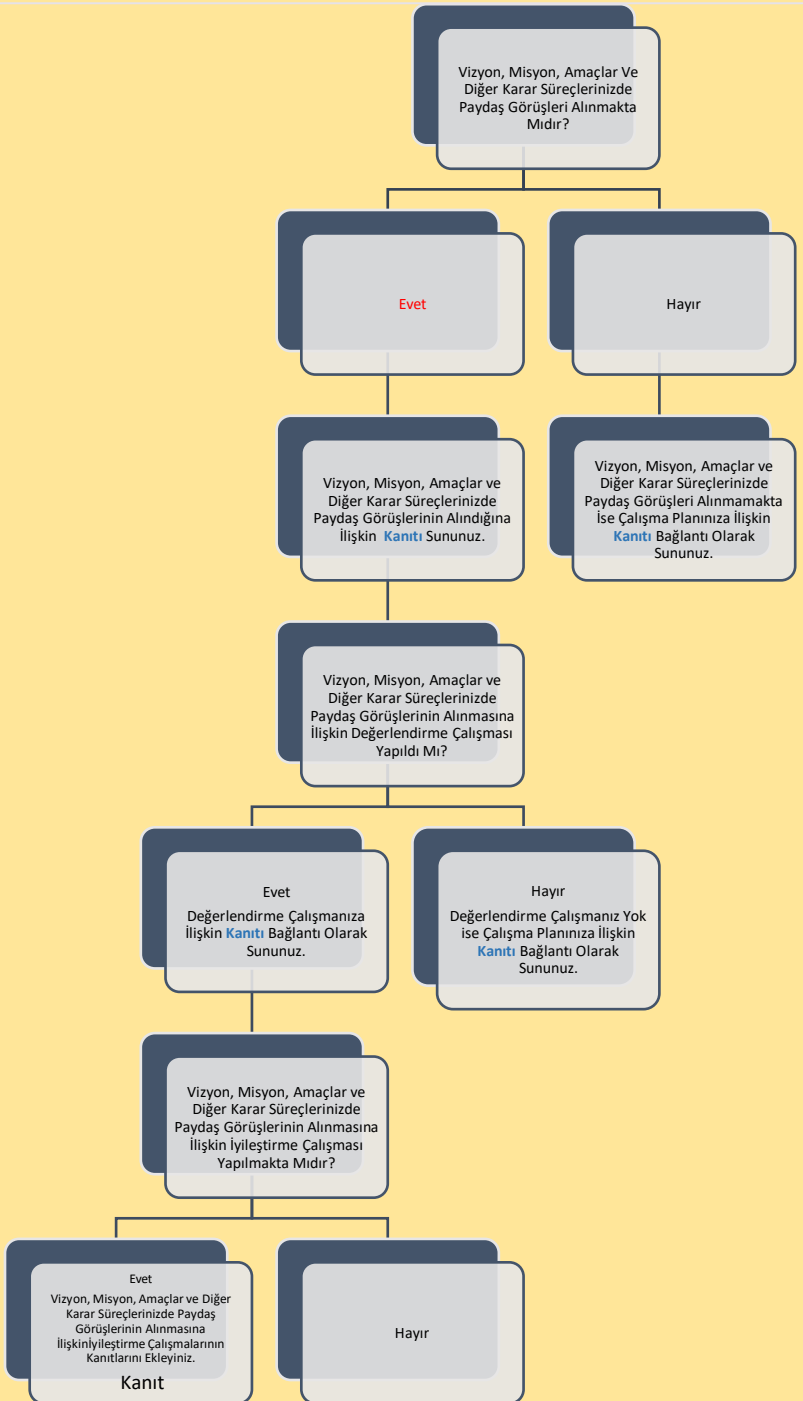 Vizyon, Misyon, Amaçlar Ve
Diğer Karar Süreçlerinizde
Paydaş Görüşleri Alınmakta
Mıdır?
Evet
Hayır
Vizyon, Misyon, Amaçlar ve
Diğer Karar Süreçlerinizde
Paydaş Görüşlerinin Alındığına
İlişkin Kanıtı Sununuz.
Vizyon, Misyon, Amaçlar ve
Diğer Karar Süreçlerinizde
Paydaş Görüşleri Alınmamakta
İse Çalışma Planınıza İlişkin
Kanıtı Bağlantı Olarak
Sununuz.
Vizyon, Misyon, Amaçlar ve
Diğer Karar Süreçlerinizde
Paydaş Görüşlerinin Alınmasına
İlişkin Değerlendirme Çalışması
Yapıldı Mı?
Evet
Değerlendirme Çalışmanıza
İlişkin Kanıtı Bağlantı Olarak
Sununuz.
Hayır
Değerlendirme Çalışmanız Yok
ise Çalışma Planınıza İlişkin
Kanıtı Bağlantı Olarak
Sununuz.
Vizyon, Misyon, Amaçlar ve
Diğer Karar Süreçlerinizde
Paydaş Görüşlerinin Alınmasına
İlişkin İyileştirme Çalışması
Yapılmakta Mıdır?
Evet
Vizyon, Misyon, Amaçlar ve Diğer
Karar Süreçlerinizde Paydaş
Görüşlerinin Alınmasına
İlişkinİyileştirme Çalışmalarının
Kanıtlarını Ekleyiniz.
Kanıt
Hayır